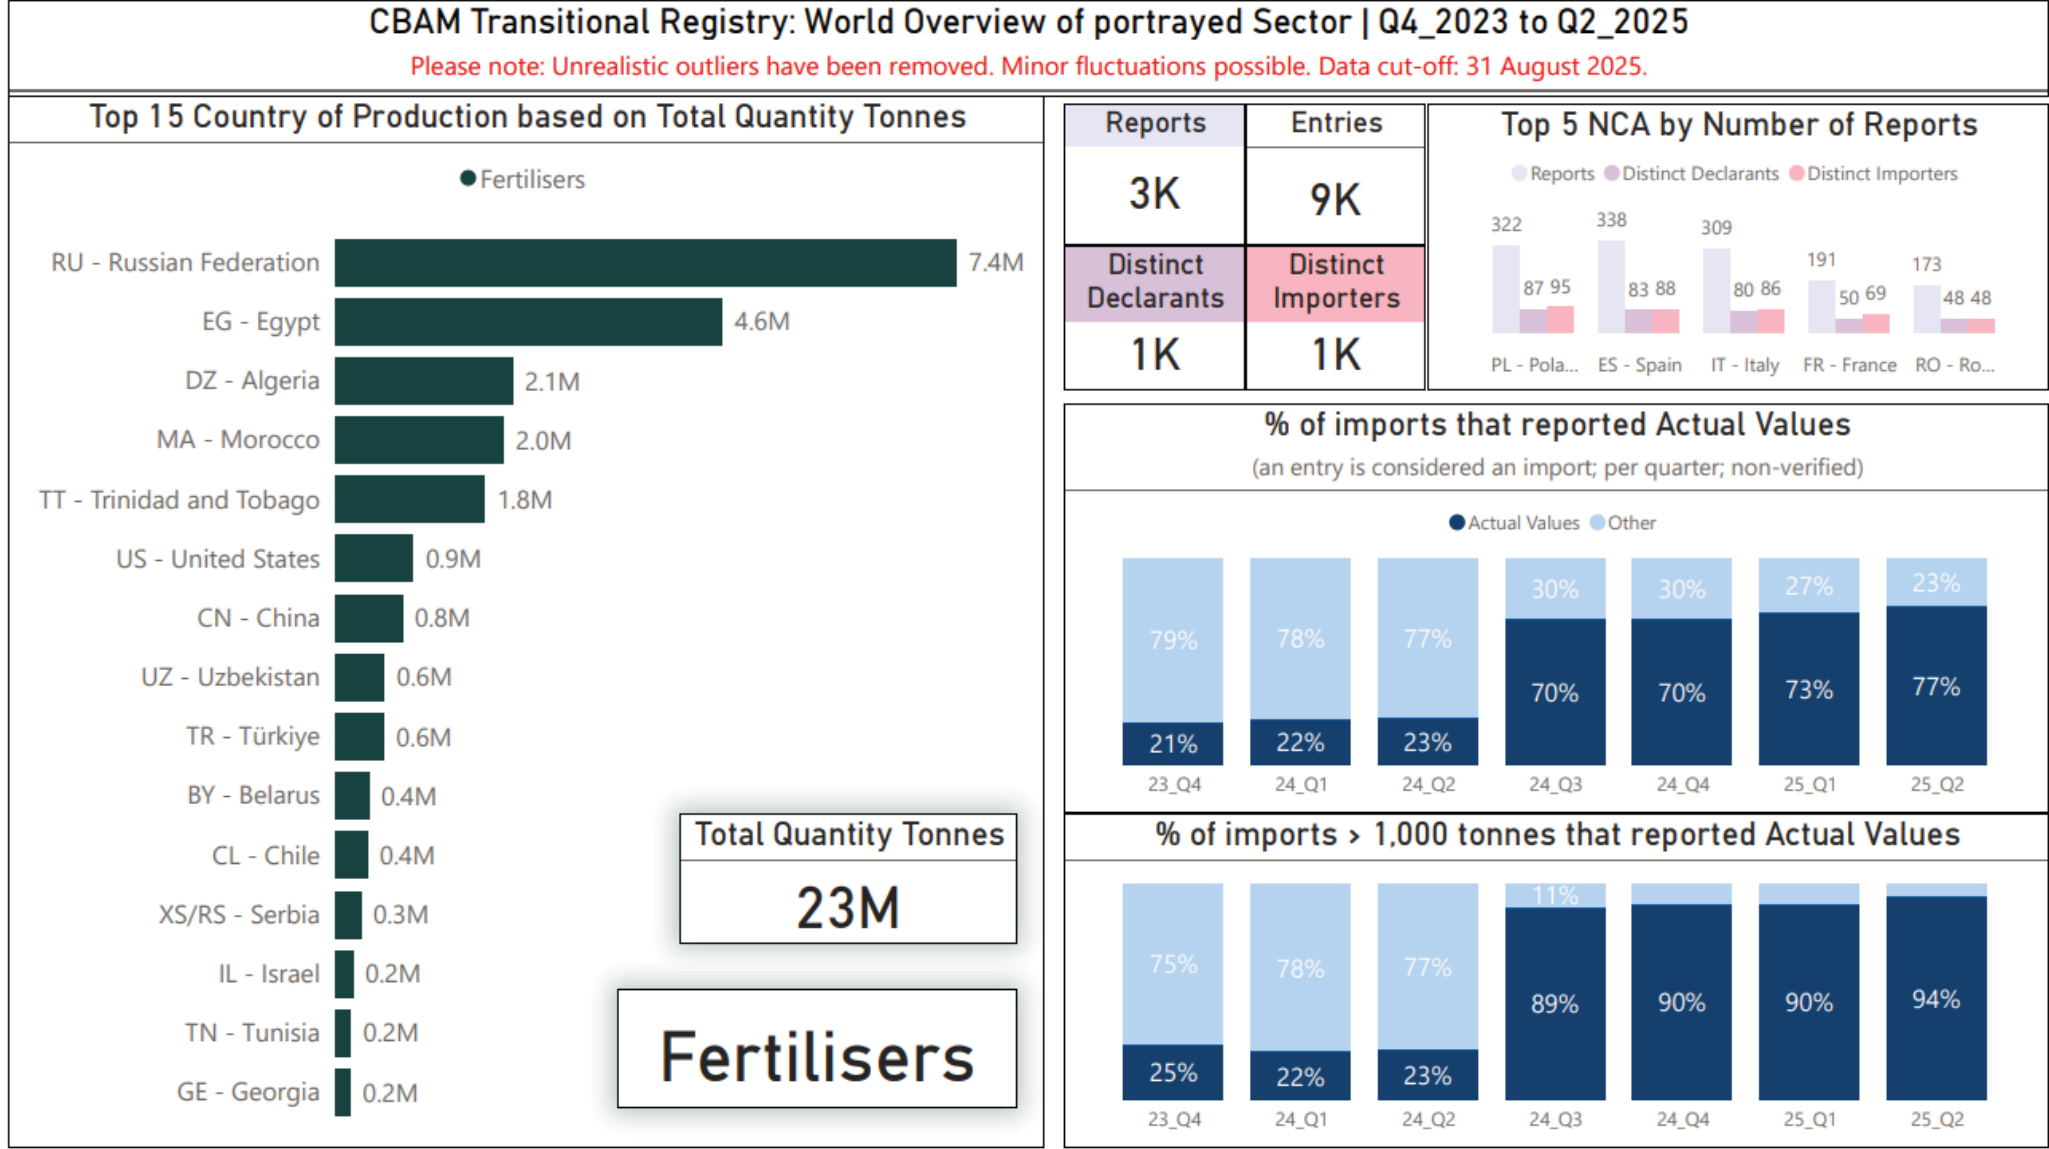 CBAM Transitional Registry: World Overview of portrayed Sector | Q4_2023 to Q2_2025
Please note: Unrealistic outliers have been removed. Minor fluctuations possible. Data cut-off: 31 August 2025.
Top 15 Country of Production based on Total Quantity Tonnes
Fertilisers
RU - Russian Federation 7.4M
EG - Egypt 4.6M
DZ - Algeria 2.1M
MA - Morocco 2.0M
TT - Trinidad and Tobago 1.8M
US - United States 0.9M
CN - China 0.8M
UZ - Uzbekistan 0.6M
TR - Türkiye 0.6M
BY - Belarus 0.4M
CL - Chile 0.4M
XS/RS - Serbia 0.3M
IL - Israel 0.2M
TN - Tunisia 0.2M
GE - Georgia 0.2M
Total Quantity Tonnes
23M
Fertilisers
Reports Entries
3K 9K
Distinct Declarants
Distinct Importers
1K 1K
Top 5 NCA by Number of Reports
Reports Distinct Declarants Distinct Importers
322 87 95
338 83 88
309 80 86
191 50 69
173 48 48
PL - Pola... ES - Spain IT - Italy FR - France RO - Ro...
% of imports that reported Actual Values
(an entry is considered an import; per quarter; non-verified)
Actual Values Other
79% 78% 77% 30% 30% 27% 23%
21% 22% 23% 70% 70% 73% 77%
23_Q4 24_Q1 24_Q2 24_Q3 24_Q4 25_Q1 25_Q2
% of imports > 1,000 tonnes that reported Actual Values
75% 78% 77% 11%
25% 22% 23% 89% 90% 90% 94%
23_Q4 24_Q1 24_Q2 24_Q3 24_Q4 25_Q1 25_Q2